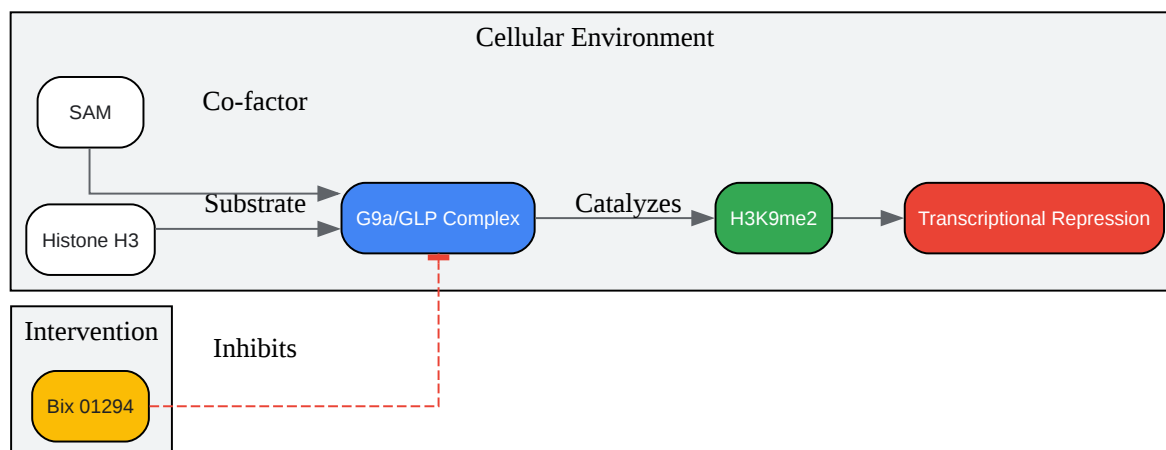 Cellular Environment
SAM
Co-factor
Substrate
Histone H3
G9a/GLP Complex
Catalyzes
H3K9me2
Transcriptional Repression
Intervention
Inhibits
Bix 01294